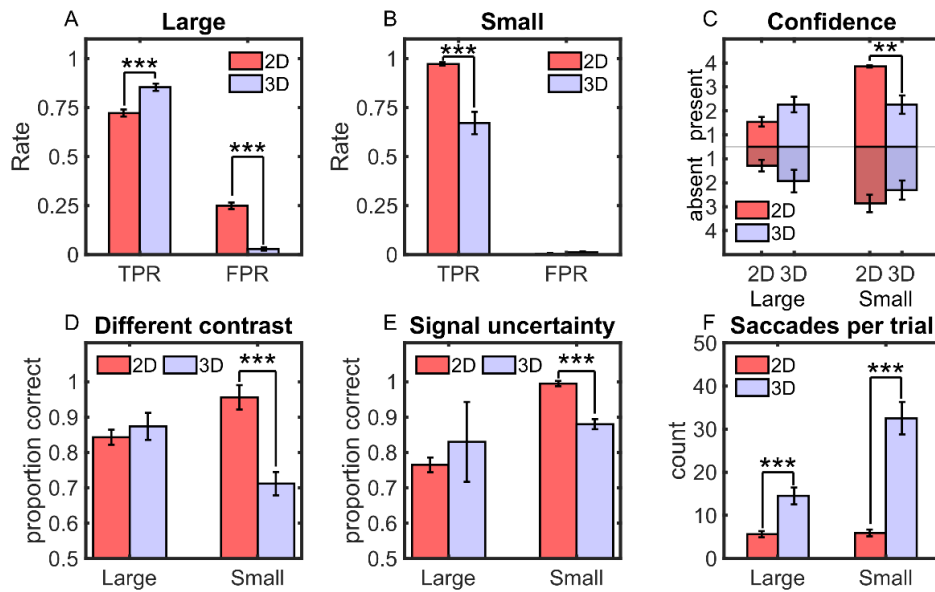 A Large
***
***
2D
3D
1
0.75
0.5
0.25
0
Rate
TPR FPR
B Small
***
2D
3D
1
0.75
0.5
0.25
0
Rate
TPR FPR
C Confidence
**
4
3
2
1
1
2
3
4
present
absent
2D
3D
2D 3D 2D 3D
Large Small
D Different contrast
2D 3D
***
1
0.9
0.8
0.7
0.6
0.5
proportion correct
Large Small
E Signal uncertainty
2D 3D
***
1
0.9
0.8
0.7
0.6
0.5
proportion correct
Large Small
F Saccades per trial
50
40
30
20
10
0
count
2D
3D
***
***
Large Small